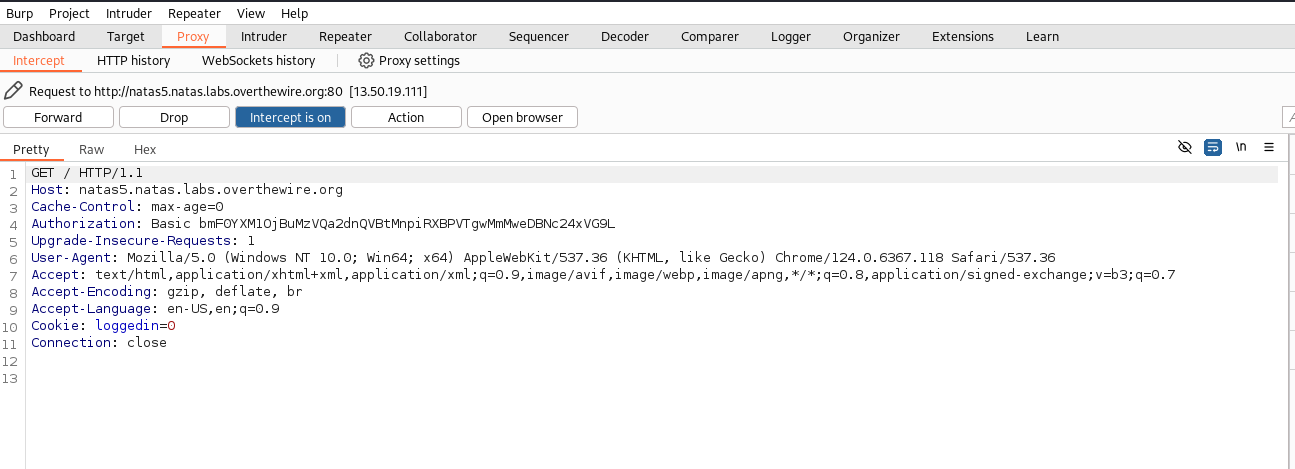 Burp Project Intruder Repeater View Help
Dashboard Target Proxy Intruder Repeater Collaborator Sequencer Decoder Comparer Logger Organizer Extensions Learn
Intercept HTTP history WebSockets history Proxy settings
Request to http://natas5.natas.labs.overthewire.org:80 [13.50.19.111]
Forward Drop Intercept is on Action Open browser
Pretty Raw Hex \n
1 GET / HTTP/1.1
2 Host: natas5.natas.labs.overthewire.org
3 Cache-Control: max-age=0
4 Authorization: Basic bmF0YXM1OjBuMzVQa2dnQVBtMnpiRXBPVTgwMmMweDBNc24xVG9L
5 Upgrade-Insecure-Requests: 1
6 User-Agent: Mozilla/5.0 (Windows NT 10.0; Win64; x64) AppleWebKit/537.36 (KHTML, like Gecko) Chrome/124.0.6367.118 Safari/537.36
7 Accept: text/html,application/xhtml+xml,application/xml;q=0.9,image/avif,image/webp,image/apng,*/*;q=0.8,application/signed-exchange;v=b3;q=0.7
8 Accept-Encoding: gzip, deflate, br
9 Accept-Language: en-US,en;q=0.9
10 Cookie: loggedin=0
11 Connection: close
12
13